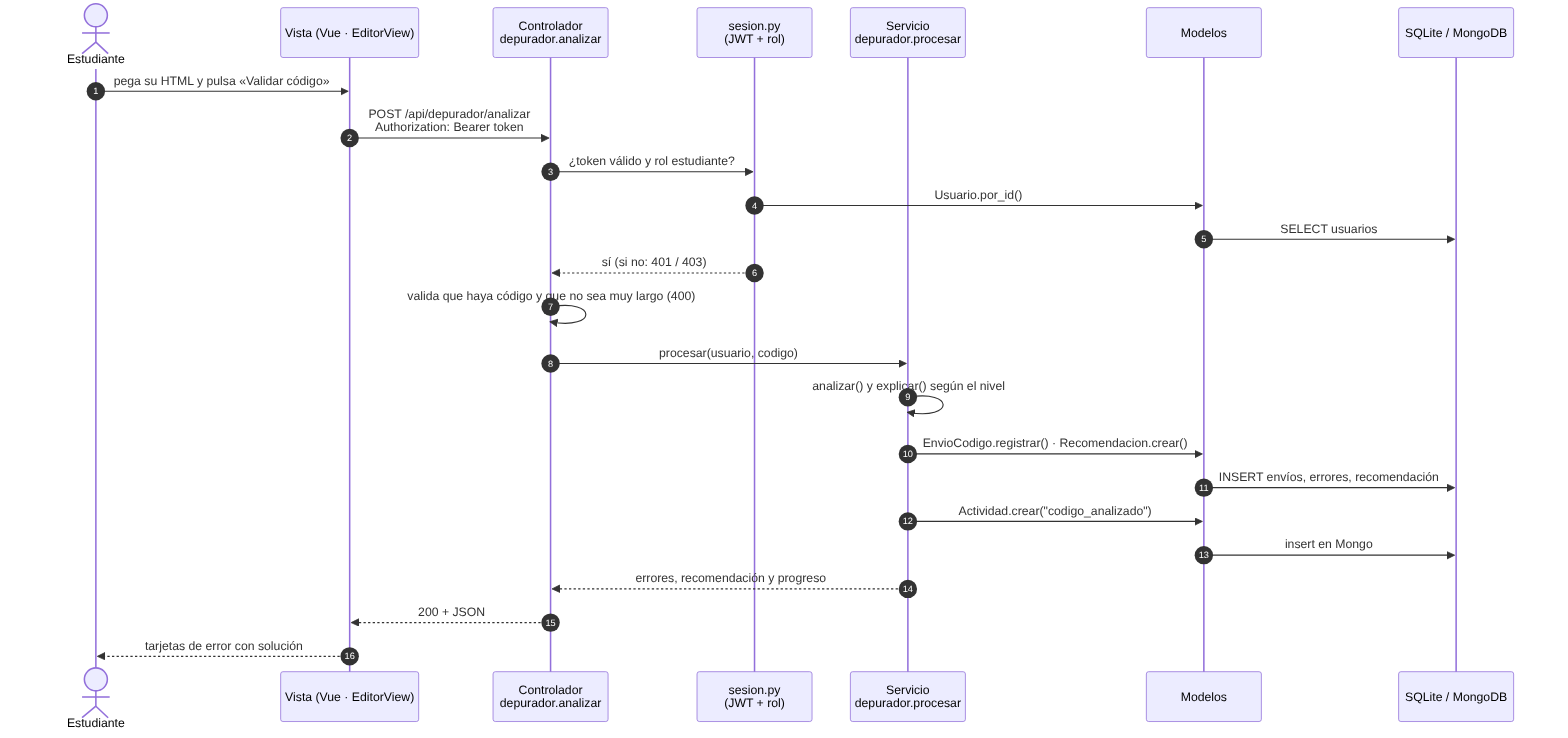 Estudiante
Vista (Vue · EditorView)
Controlador
depurador.analizar
sesion.py
(JWT + rol)
Servicio
depurador.procesar
Modelos
SQLite / MongoDB
1
pega su HTML y pulsa «Validar código»
POST /api/depurador/analizar
Authorization: Bearer token
2
3
¿token válido y rol estudiante?
4
Usuario.por_id()
5
SELECT usuarios
sí (si no: 401 / 403)
6
valida que haya código y que no sea muy largo (400)
7
8
procesar(usuario, codigo)
analizar() y explicar() según el nivel
9
10
EnvioCodigo.registrar() · Recomendacion.crear()
11
INSERT envíos, errores, recomendación
12
Actividad.crear("codigo_analizado")
13
insert en Mongo
errores, recomendación y progreso
14
200 + JSON
15
tarjetas de error con solución
16
Estudiante
Vista (Vue · EditorView)
Controlador
depurador.analizar
sesion.py
(JWT + rol)
Servicio
depurador.procesar
Modelos
SQLite / MongoDB